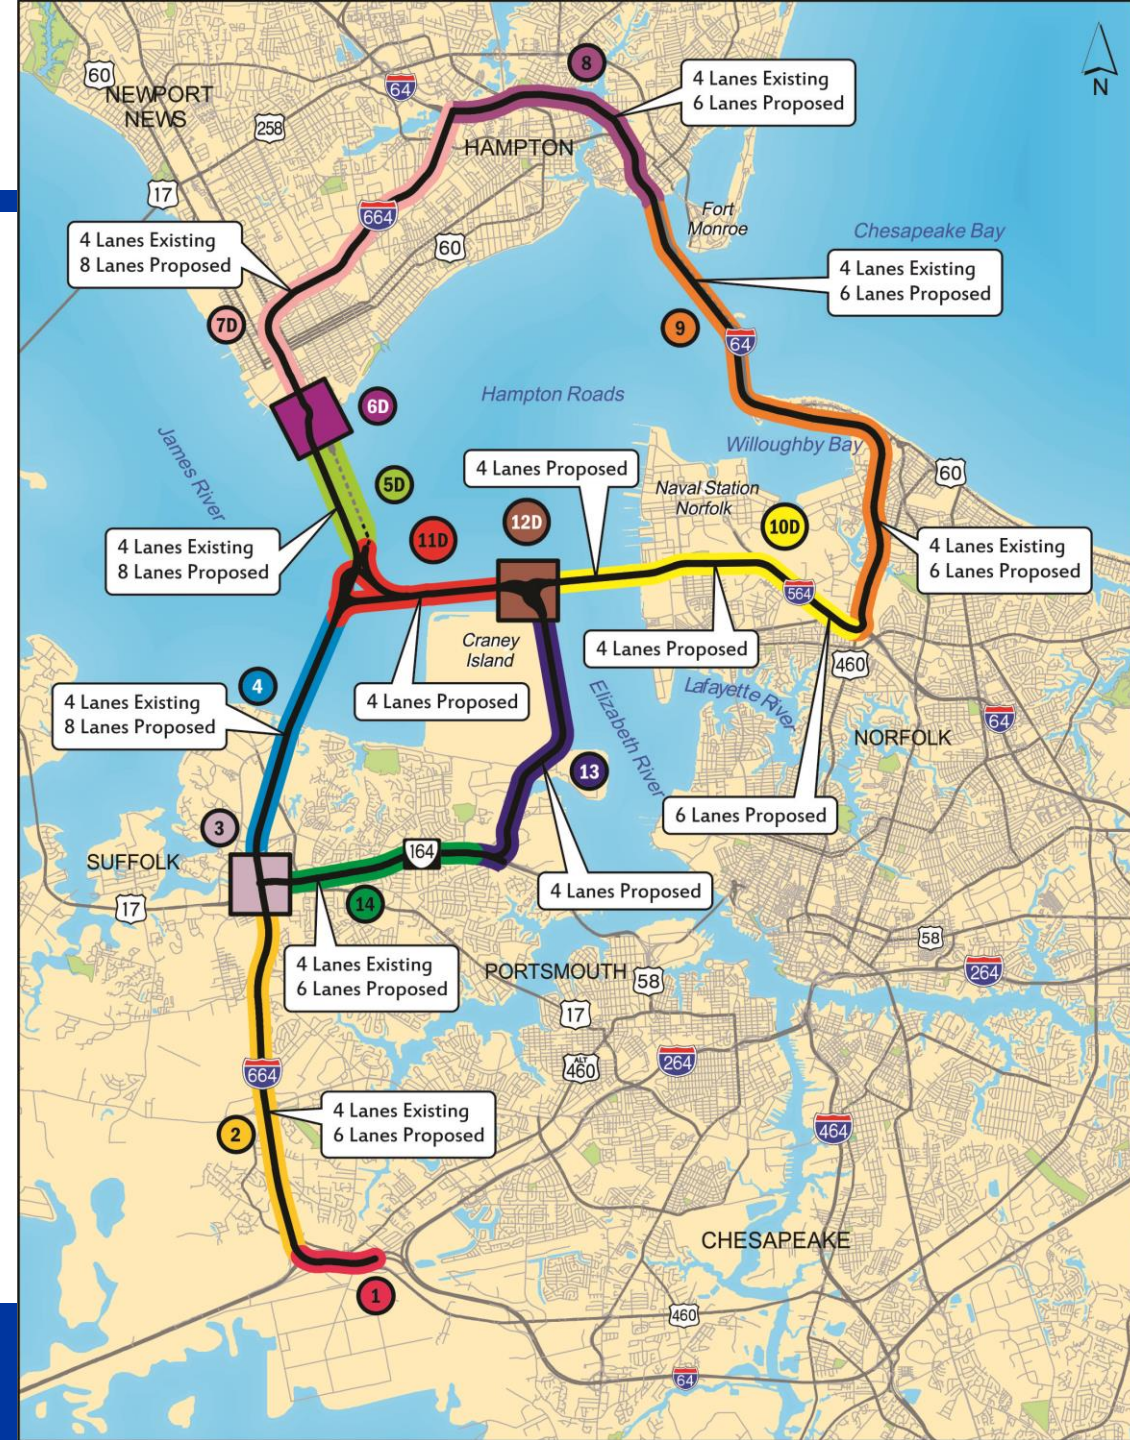 N
60
NEWPORT
NEWS
64
8
4 Lanes Existing
6 Lanes Proposed
258
HAMPTON
17
664
Fort
Monroe
Chesapeake Bay
4 Lanes Existing
8 Lanes Proposed
60
4 Lanes Existing
6 Lanes Proposed
7D
9
64
Hampton Roads
6D
James River
Willoughby Bay
4 Lanes Proposed
60
5D
Naval Station
Norfolk
12D
10D
11D
4 Lanes Existing
8 Lanes Proposed
4 Lanes Existing
6 Lanes Proposed
564
Craney
Island
4 Lanes Proposed
460
4
4 Lanes Existing
8 Lanes Proposed
4 Lanes Proposed
Elizabeth River
Lafayette River
64
NORFOLK
13
6 Lanes Proposed
3
SUFFOLK
164
17
14
4 Lanes Proposed
58
4 Lanes Existing
6 Lanes Proposed
PORTSMOUTH
58
264
17
664
ALT
460
264
4 Lanes Existing
6 Lanes Proposed
2
464
CHESAPEAKE
1
460
64